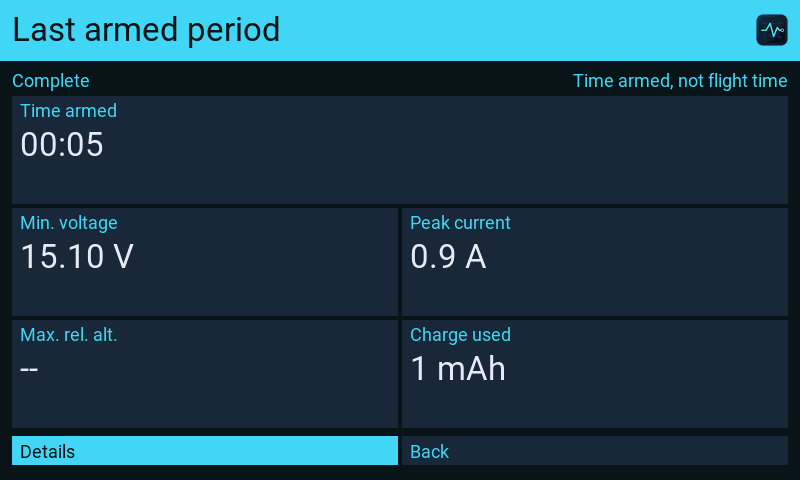 Last armed period
Complete
Time armed, not flight time
Time armed
00:05
Min. voltage
15.10 V
Peak current
0.9 A
Max. rel. alt.
--
Charge used
1 mAh
Details
Back